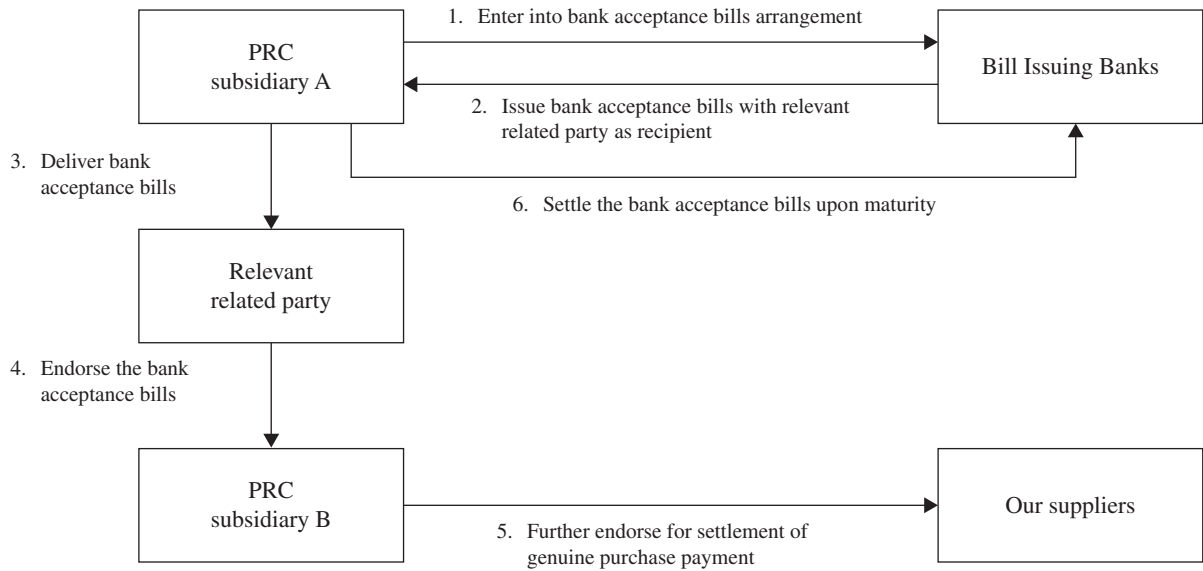 1. Enter into bank acceptance bills arrangement
PRC
subsidiary A
Bill Issuing Banks
2. Issue bank acceptance bills with relevant
related party as recipient
3. Deliver bank
acceptance bills
6. Settle the bank acceptance bills upon maturity
Relevant
related party
4. Endorse the bank
acceptance bills
PRC
subsidiary B
Our suppliers
5. Further endorse for settlement of
genuine purchase payment